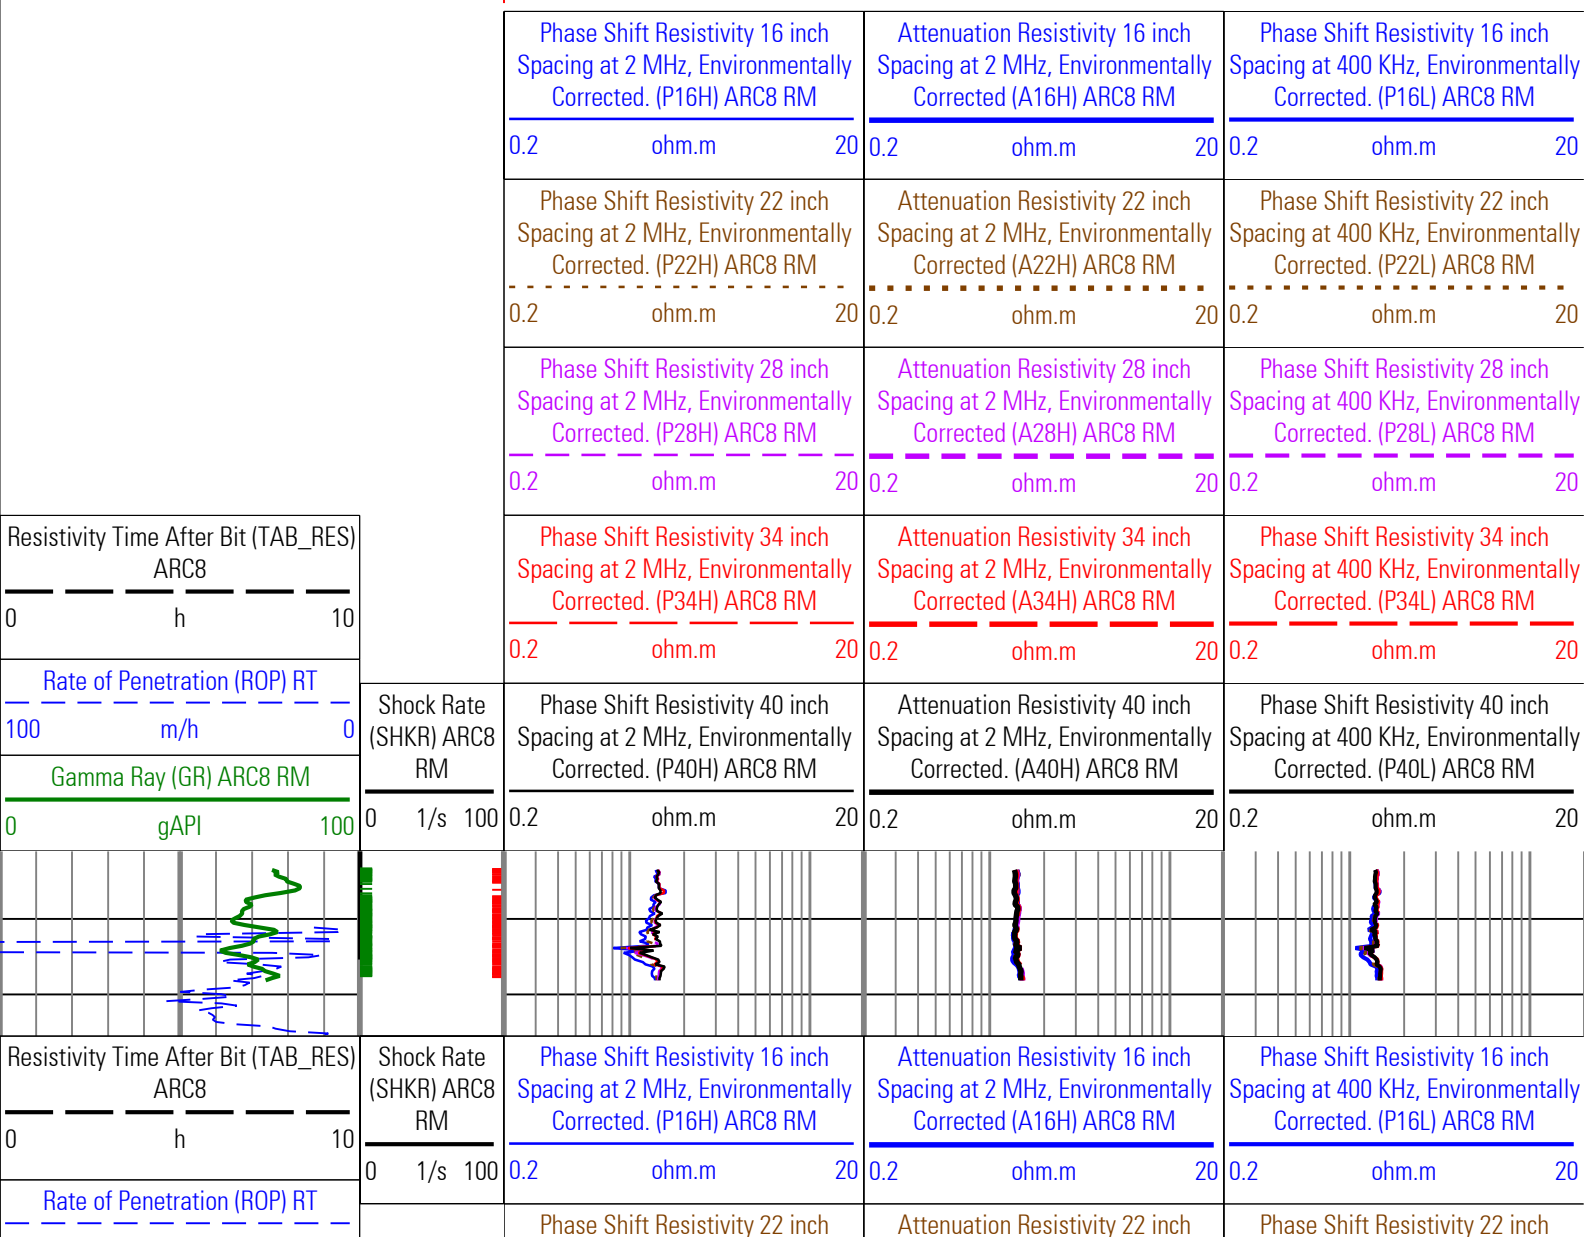 Phase Shift Resistivity 16 inch
Spacing at 2 MHz, Environmentally
Corrected. (P16H) ARC8 RM
0.2 ohm.m 20
Attenuation Resistivity 16 inch
Spacing at 2 MHz, Environmentally
Corrected (A16H) ARC8 RM
0.2 ohm.m 20
Phase Shift Resistivity 16 inch
Spacing at 400 KHz, Environmentally
Corrected. (P16L) ARC8 RM
0.2 ohm.m 20
Phase Shift Resistivity 22 inch
Spacing at 2 MHz, Environmentally
Corrected. (P22H) ARC8 RM
0.2 ohm.m 20
Attenuation Resistivity 22 inch
Spacing at 2 MHz, Environmentally
Corrected (A22H) ARC8 RM
0.2 ohm.m 20
Phase Shift Resistivity 22 inch
Spacing at 400 KHz, Environmentally
Corrected. (P22L) ARC8 RM
0.2 ohm.m 20
Phase Shift Resistivity 28 inch
Spacing at 2 MHz, Environmentally
Corrected. (P28H) ARC8 RM
0.2 ohm.m 20
Attenuation Resistivity 28 inch
Spacing at 2 MHz, Environmentally
Corrected (A28H) ARC8 RM
0.2 ohm.m 20
Phase Shift Resistivity 28 inch
Spacing at 400 KHz, Environmentally
Corrected. (P28L) ARC8 RM
0.2 ohm.m 20
Resistivity Time After Bit (TAB_RES)
ARC8
0 h 10
Phase Shift Resistivity 34 inch
Spacing at 2 MHz, Environmentally
Corrected. (P34H) ARC8 RM
0.2 ohm.m 20
Attenuation Resistivity 34 inch
Spacing at 2 MHz, Environmentally
Corrected (A34H) ARC8 RM
0.2 ohm.m 20
Phase Shift Resistivity 34 inch
Spacing at 400 KHz, Environmentally
Corrected. (P34L) ARC8 RM
0.2 ohm.m 20
Rate of Penetration (ROP) RT
100 m/h 0
Gamma Ray (GR) ARC8 RM
0 gAPI 100
Shock Rate
(SHKR) ARC8
RM
0 1/s 100
Phase Shift Resistivity 40 inch
Spacing at 2 MHz, Environmentally
Corrected. (P40H) ARC8 RM
0.2 ohm.m 20
Attenuation Resistivity 40 inch
Spacing at 2 MHz, Environmentally
Corrected. (A40H) ARC8 RM
0.2 ohm.m 20
Phase Shift Resistivity 40 inch
Spacing at 400 KHz, Environmentally
Corrected. (P40L) ARC8 RM
0.2 ohm.m 20
Resistivity Time After Bit (TAB_RES)
ARC8
0 h 10
Rate of Penetration (ROP) RT
Shock Rate
(SHKR) ARC8
RM
0 1/s 100
Phase Shift Resistivity 16 inch
Spacing at 2 MHz, Environmentally
Corrected. (P16H) ARC8 RM
0.2 ohm.m 20
Attenuation Resistivity 16 inch
Spacing at 2 MHz, Environmentally
Corrected (A16H) ARC8 RM
0.2 ohm.m 20
Phase Shift Resistivity 16 inch
Spacing at 400 KHz, Environmentally
Corrected. (P16L) ARC8 RM
0.2 ohm.m 20
Phase Shift Resistivity 22 inch
Attenuation Resistivity 22 inch
Phase Shift Resistivity 22 inch